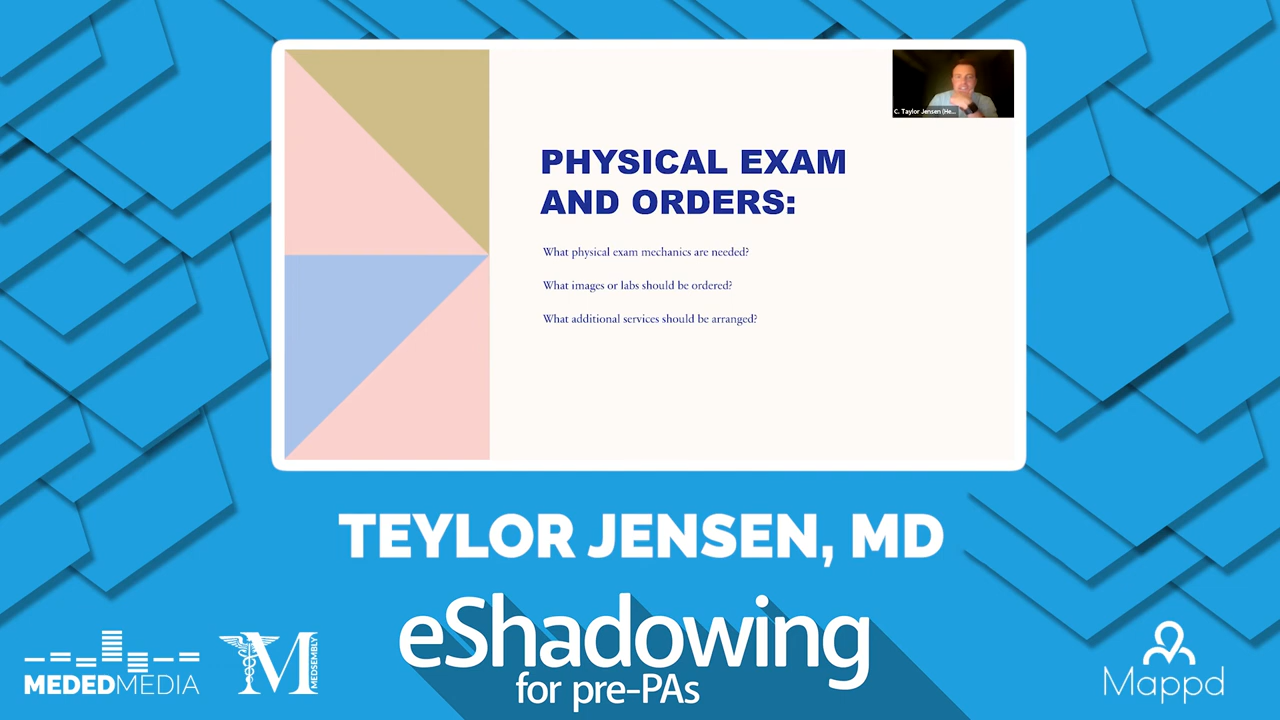 C. Taylor Jensen (He...
PHYSICAL EXAM
AND ORDERS:
What physical exam mechanics are needed?
What images or labs should be ordered?
What additional services should be arranged?
TEYLOR JENSEN, MD
eShadowing
for pre-PAs
MEDEDMEDIA
M
MEDSEMBLY
Mappd